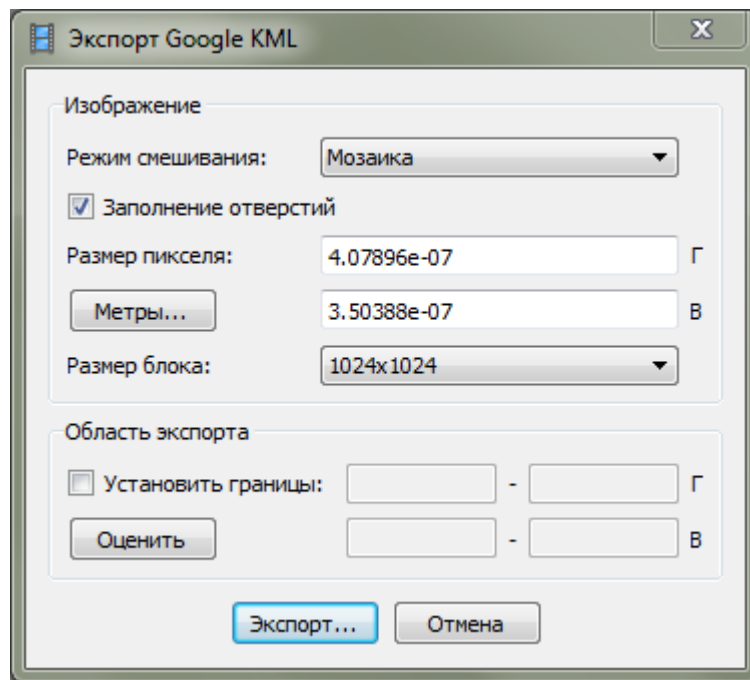 Экспорт Google KML
Изображение
Режим смешивания: Мозаика
Заполнение отверстий
Размер пикселя: 4.07896e-07 Г
Метры... 3.50388e-07 В
Размер блока: 1024x1024
Область экспорта
Установить границы: - Г
Оценить - В
Экспорт... Отмена